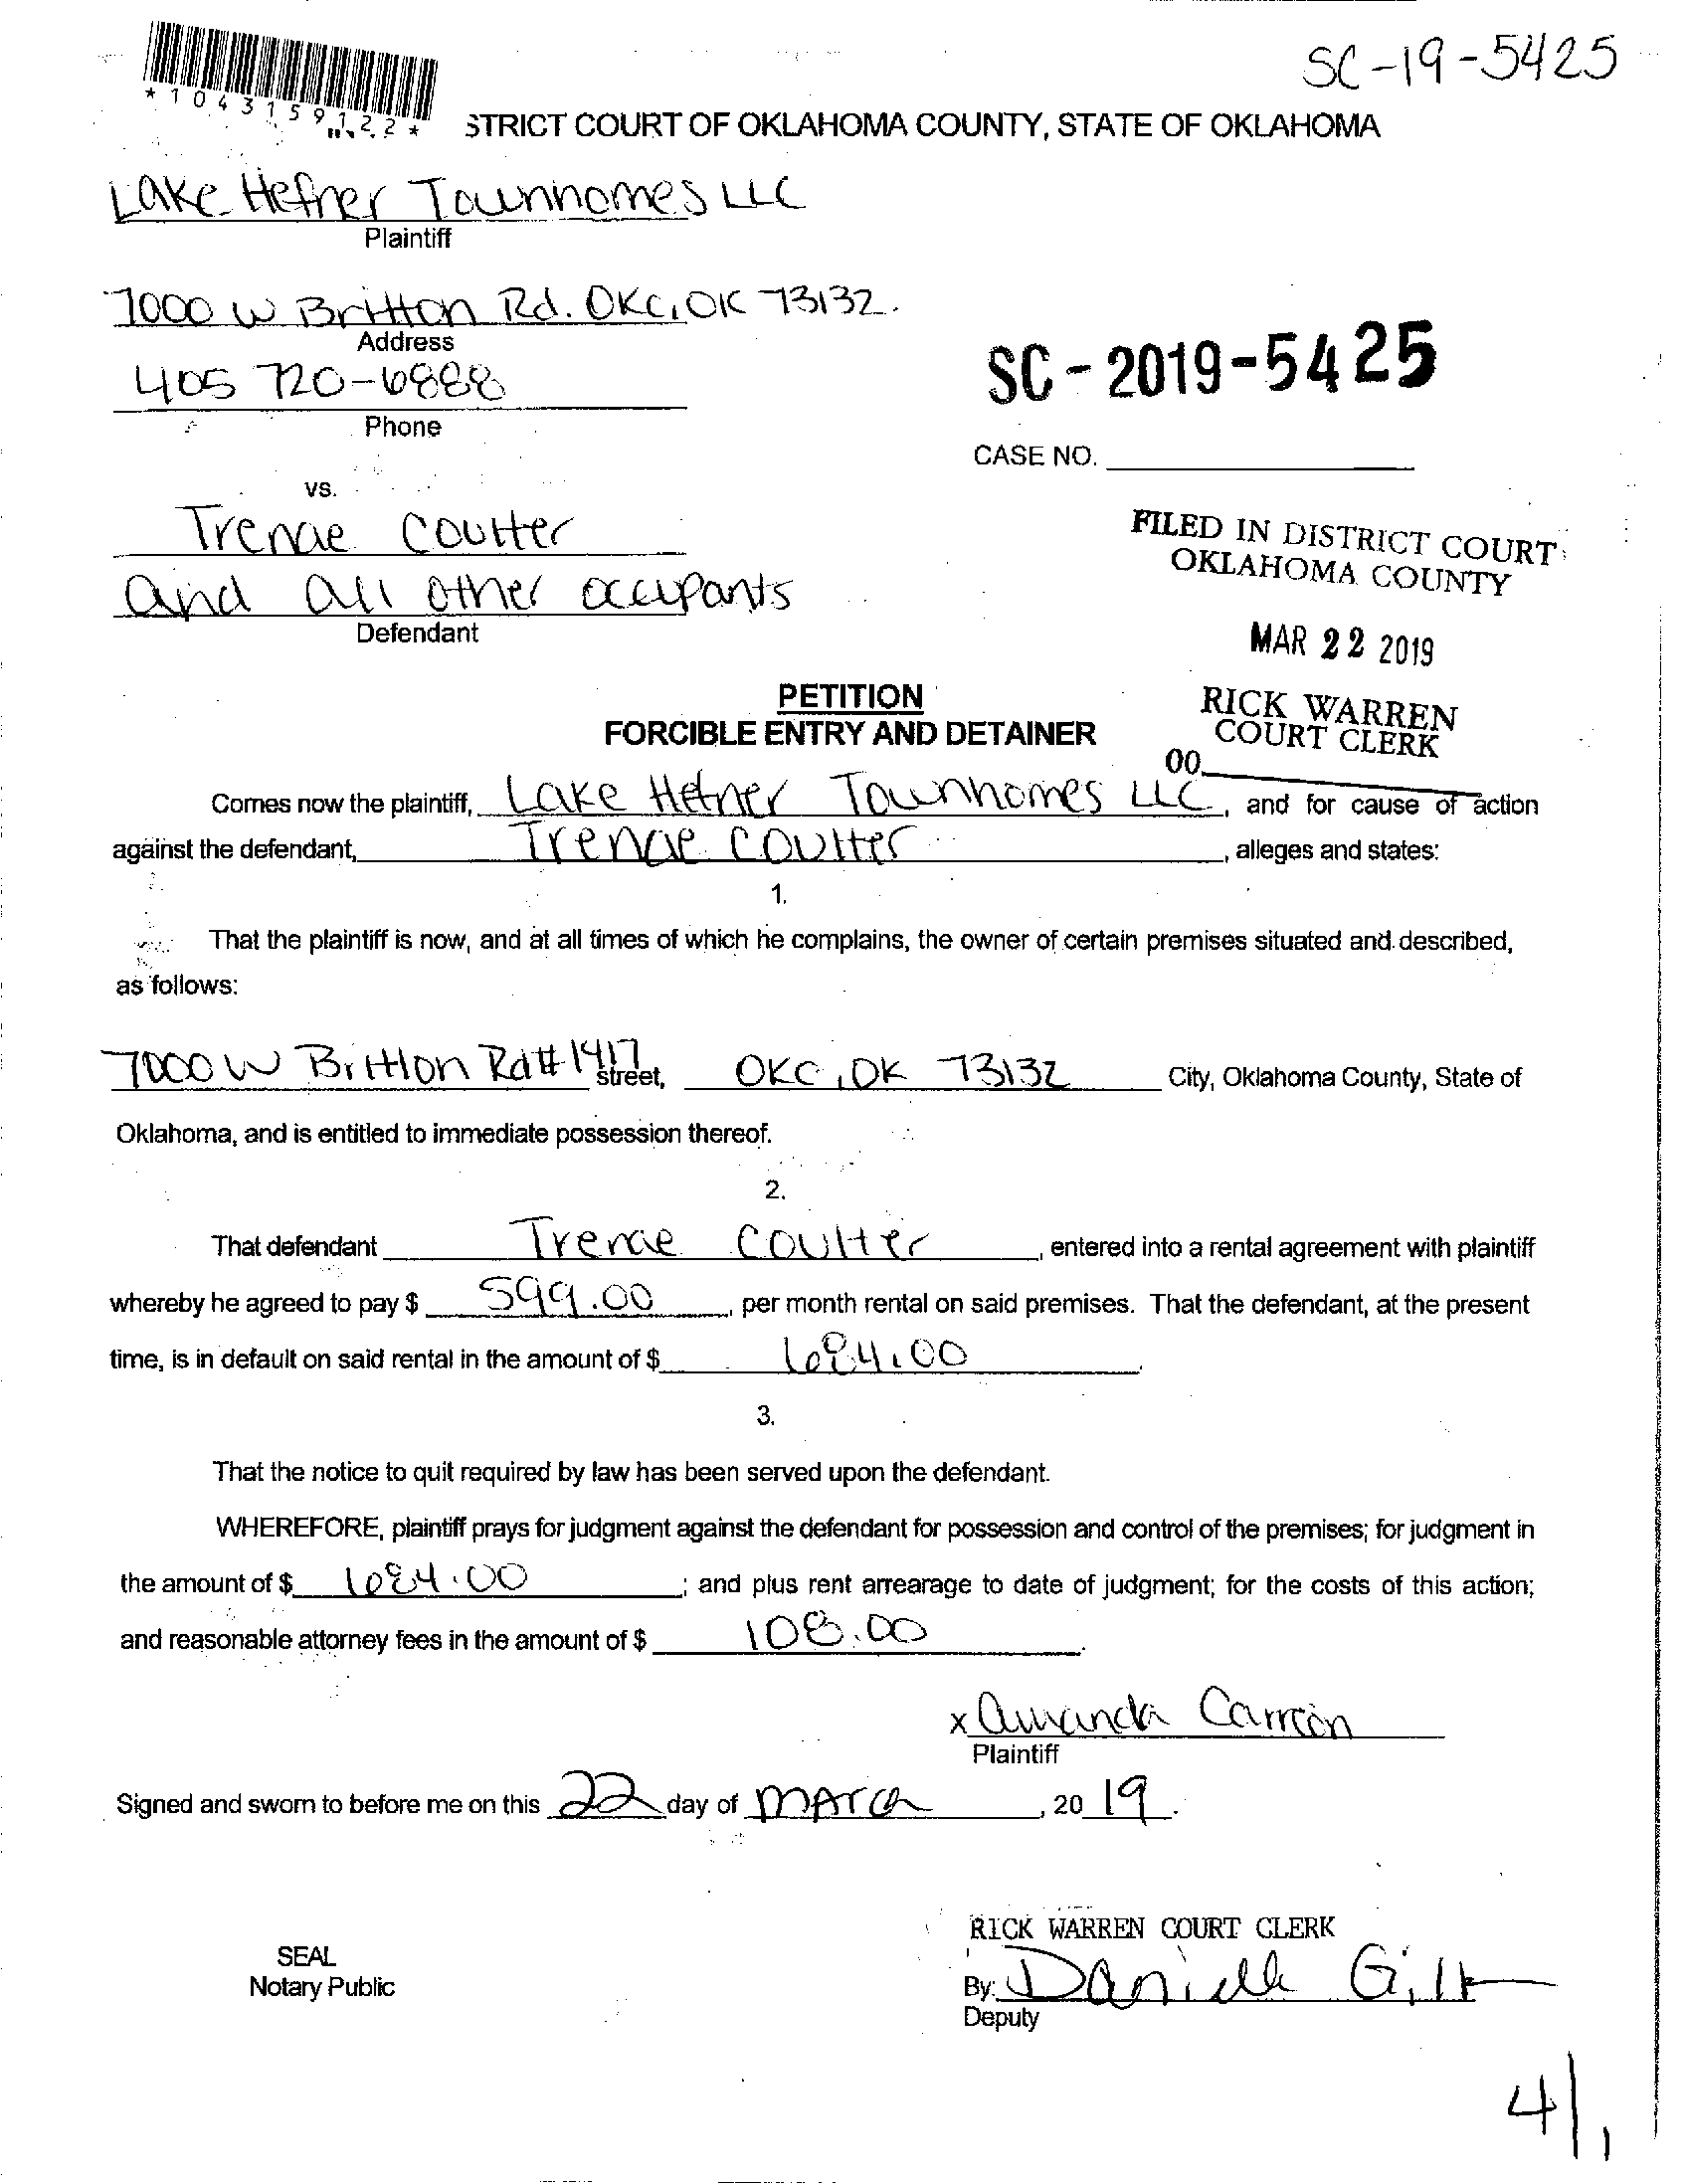 SC-19-5425
*1043159122*
STRICT COURT OF OKLAHOMA COUNTY, STATE OF OKLAHOMA
Lake Hefner Townhomes LLC
Plaintiff
7000 W Britton Rd. OKC, OK 73132.
Address
405 720-6888
Phone
SC-2019-5425
CASE NO.
vs.
Trenae Coulter
and all other occupants
Defendant
FILED IN DISTRICT COURT
OKLAHOMA COUNTY
MAR 22 2019
RICK WARREN
COURT CLERK
00
PETITION
FORCIBLE ENTRY AND DETAINER
Comes now the plaintiff, Lake Hefner Townhomes LLC, and for cause of action
against the defendant, Trenae Coulter, alleges and states:
1.
That the plaintiff is now, and at all times of which he complains, the owner of certain premises situated and described,
as follows:
7000 W Britton Rd # 1417 street, OKC, OK 73132 City, Oklahoma County, State of
Oklahoma, and is entitled to immediate possession thereof.
2.
That defendant Trenae Coulter, entered into a rental agreement with plaintiff
whereby he agreed to pay $ 599.00, per month rental on said premises. That the defendant, at the present
time, is in default on said rental in the amount of $ 684.00.
3.
That the notice to quit required by law has been served upon the defendant.
WHEREFORE, plaintiff prays for judgment against the defendant for possession and control of the premises; for judgment in
the amount of $ 684.00; and plus rent arrearage to date of judgment; for the costs of this action;
and reasonable attorney fees in the amount of $ 108.00.
x Amanda Carreon
Plaintiff
Signed and sworn to before me on this 22 day of March, 20 19.
RICK WARREN COURT CLERK
SEAL
Notary Public
By: Danielle
Deputy
4/1